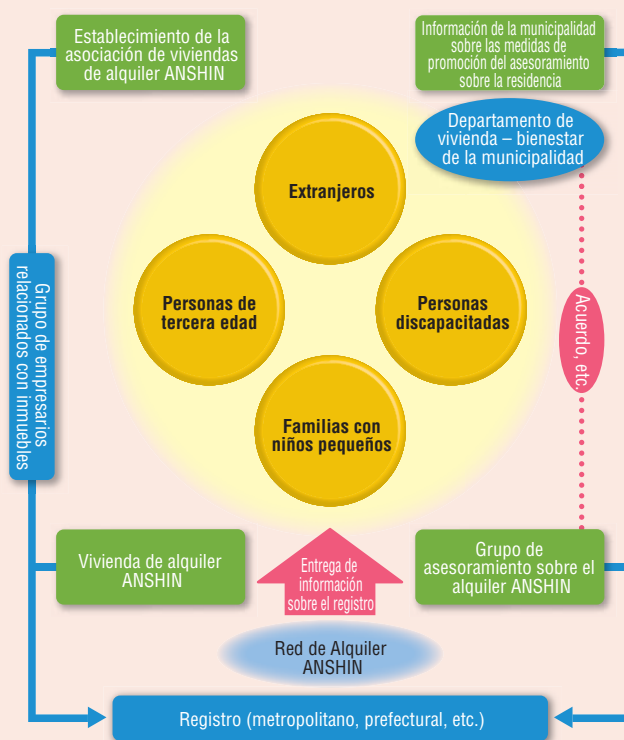 Establecimiento de la
asociación de viviendas
de alquiler ANSHIN
Información de la municipalidad
sobre las medidas de
promoción del asesoramiento
sobre la residencia
Departamento de
vivienda – bienestar
de la municipalidad
Extranjeros
Personas de
tercera edad
Personas
discapacitadas
Familias con
niños pequeños
Grupo de empresarios
relacionados con inmuebles
Acuerdo, etc.
Vivienda de alquiler
ANSHIN
Entrega de
información
sobre el registro
Grupo de
asesoramiento sobre el
alquiler ANSHIN
Red de Alquiler
ANSHIN
Registro (metropolitano, prefectural, etc.)